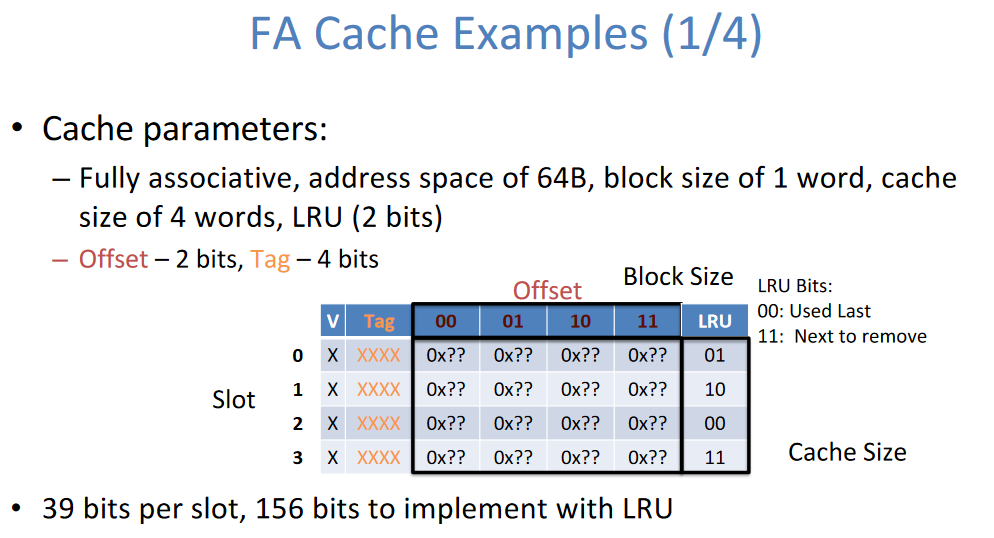 FA Cache Examples (1/4)
• Cache parameters:
– Fully associative, address space of 64B, block size of 1 word, cache
size of 4 words, LRU (2 bits)
– Offset – 2 bits, Tag – 4 bits
Offset
Block Size
LRU Bits:
00: Used Last
11: Next to remove
V Tag 00 01 10 11 LRU
0 X XXXX 0x?? 0x?? 0x?? 0x?? 01
1 X XXXX 0x?? 0x?? 0x?? 0x?? 10
Slot
2 X XXXX 0x?? 0x?? 0x?? 0x?? 00
3 X XXXX 0x?? 0x?? 0x?? 0x?? 11
Cache Size
• 39 bits per slot, 156 bits to implement with LRU